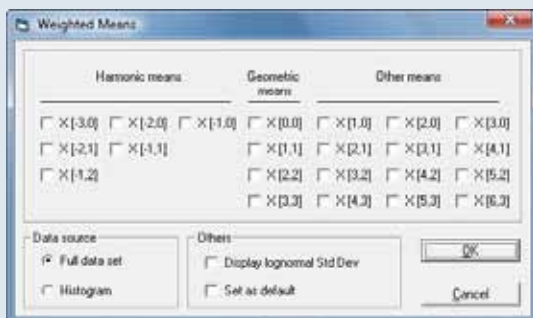 Weighted Means
Harmonic means Geometric means Other means
X [-3,0] X [-2,0] X [-1,0] X [0,0] X [1,0] X [2,0] X [3,0]
X [-2,1] X [-1,1] X [1,1] X [2,1] X [3,1] X [4,1]
X [-1,2] X [2,2] X [3,2] X [4,2] X [5,2]
X [3,3] X [4,3] X [5,3] X [6,3]
Data source
Full data set
Histogram
Others
Display lognormal Std Dev
Set as default
OK
Cancel